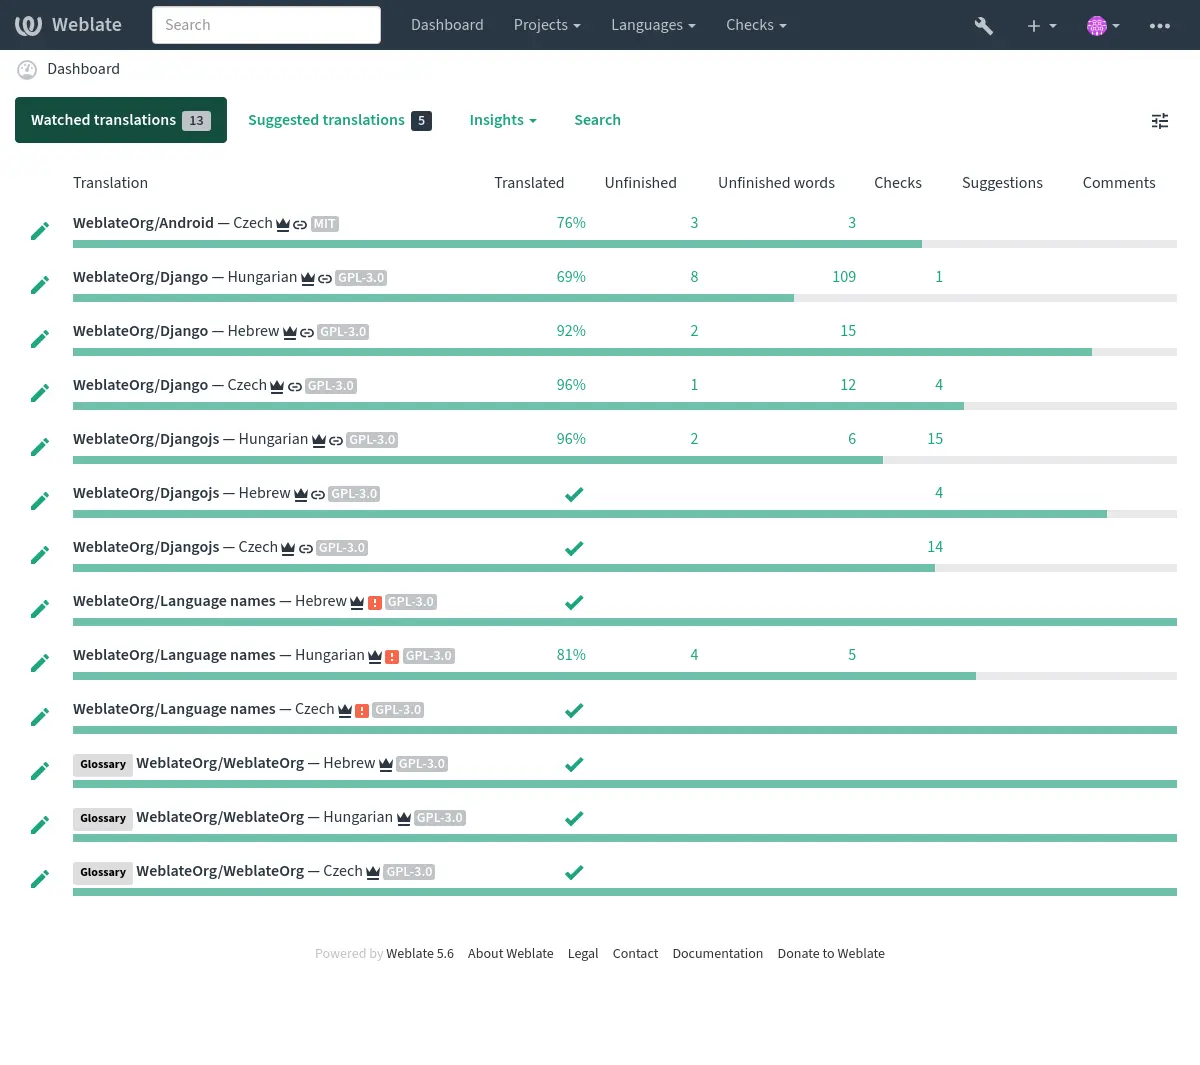 Weblate Search Dashboard Projects Languages Checks
Dashboard
Watched translations 13 Suggested translations 5 Insights Search
Translation Translated Unfinished Unfinished words Checks Suggestions Comments
WeblateOrg/Android — Czech MIT 76% 3 3
WeblateOrg/Django — Hungarian GPL-3.0 69% 8 109 1
WeblateOrg/Django — Hebrew GPL-3.0 92% 2 15
WeblateOrg/Django — Czech GPL-3.0 96% 1 12 4
WeblateOrg/Djangojs — Hungarian GPL-3.0 96% 2 6 15
WeblateOrg/Djangojs — Hebrew GPL-3.0 4
WeblateOrg/Djangojs — Czech GPL-3.0 14
WeblateOrg/Language names — Hebrew GPL-3.0
WeblateOrg/Language names — Hungarian GPL-3.0 81% 4 5
WeblateOrg/Language names — Czech GPL-3.0
Glossary WeblateOrg/WeblateOrg — Hebrew GPL-3.0
Glossary WeblateOrg/WeblateOrg — Hungarian GPL-3.0
Glossary WeblateOrg/WeblateOrg — Czech GPL-3.0
Powered by Weblate 5.6 About Weblate Legal Contact Documentation Donate to Weblate